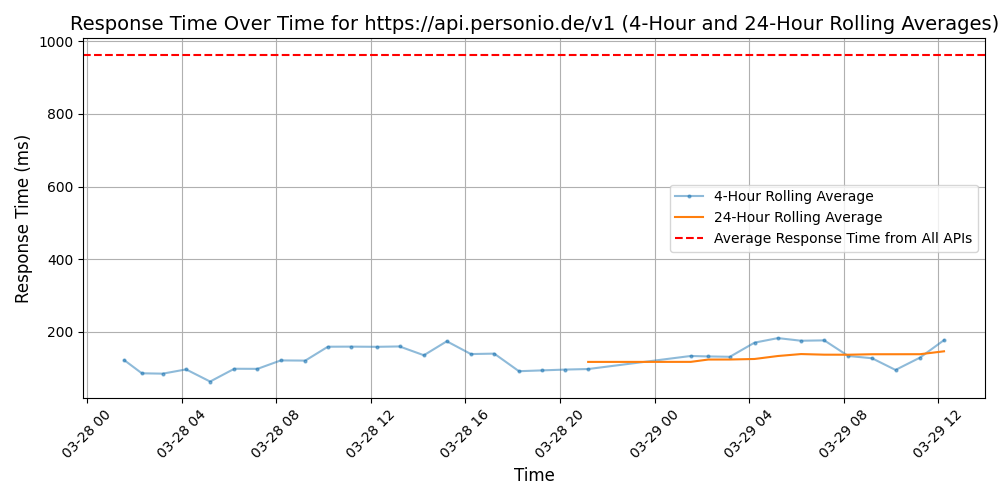 Response Time Over Time for https://api.personio.de/v1 (4-Hour and 24-Hour Rolling Averages)
Response Time (ms)
1000
800
600
400
200
4-Hour Rolling Average
24-Hour Rolling Average
Average Response Time from All APIs
03-28 00
03-28 04
03-28 08
03-28 12
03-28 16
03-28 20
03-29 00
03-29 04
03-29 08
03-29 12
Time